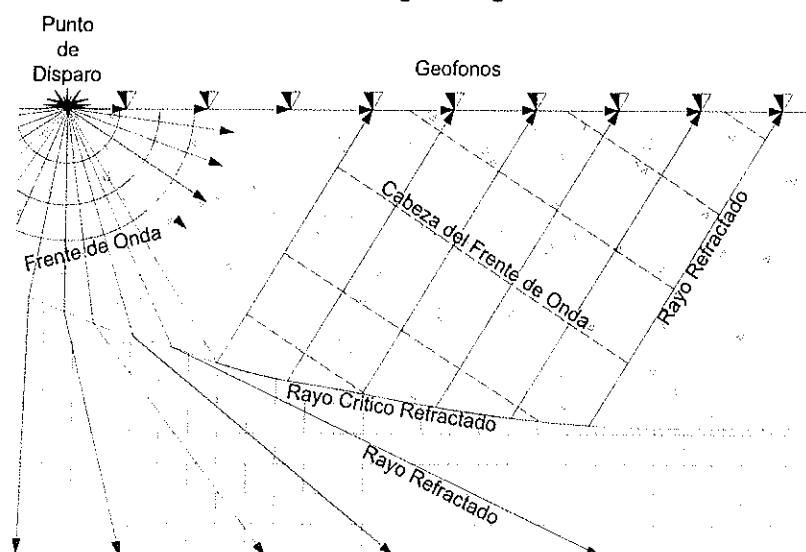 Punto
de
Disparo
Geofonos
Frente de Onda
Cabeza del Frente de Onda
Rayo Refractado
Rayo Critico Refractado
Rayo Refractado